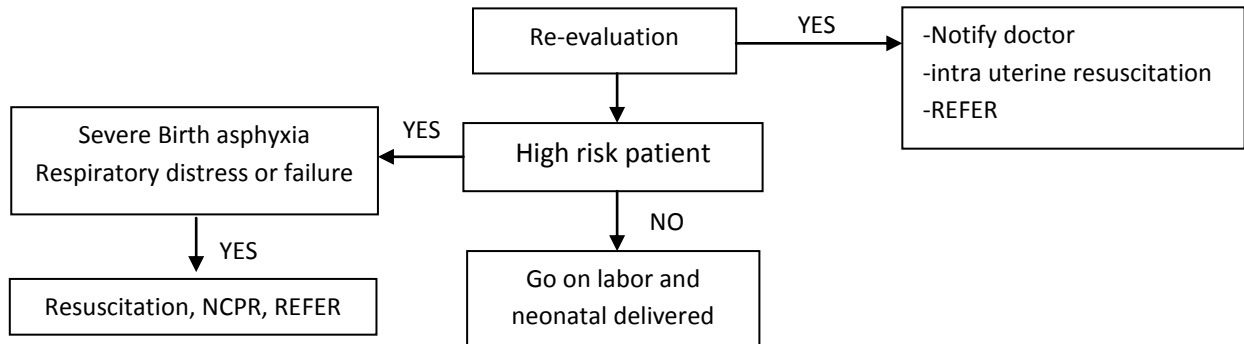 Re-evaluation
YES
-Notify doctor
-intra uterine resuscitation
-REFER
Severe Birth asphyxia
Respiratory distress or failure
YES
High risk patient
YES
NO
Resuscitation, NCPR, REFER
Go on labor and
neonatal delivered